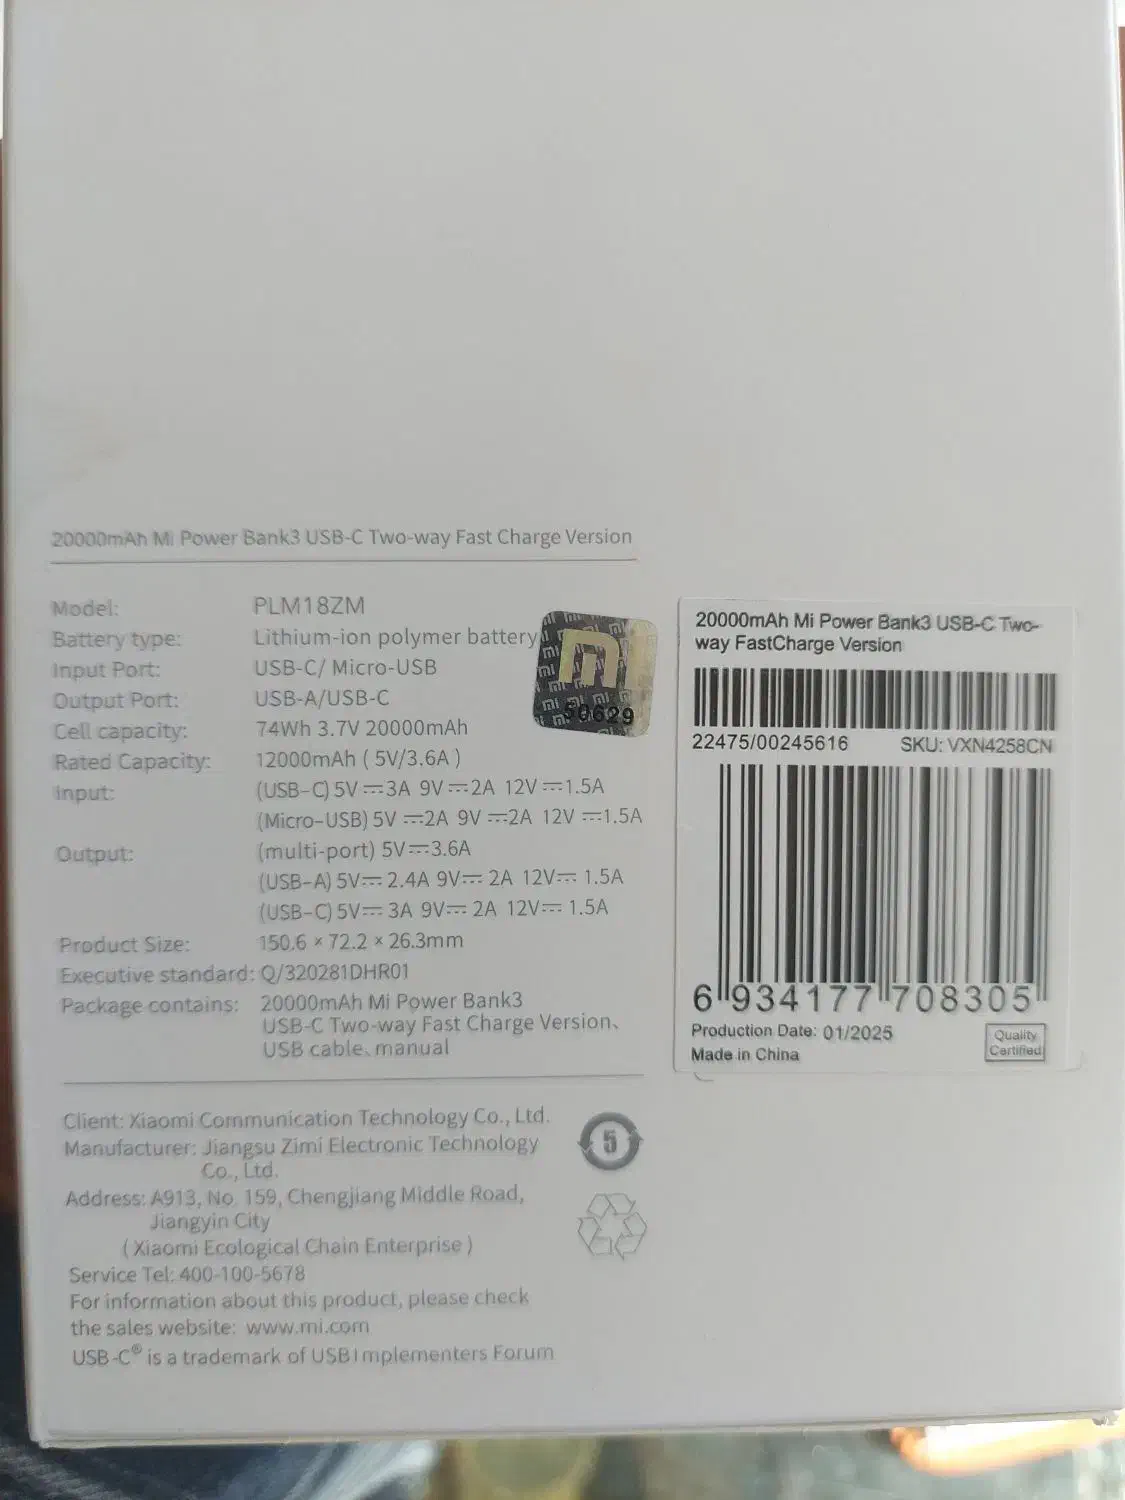 20000mAh Mi Power Bank3 USB-C Two-way Fast Charge Version
Model: PLM18ZM
Battery type: Lithium-ion polymer battery
Input Port: USB-C/ Micro-USB
Output Port: USB-A/USB-C
Cell capacity: 74Wh 3.7V 20000mAh
Rated Capacity: 12000mAh ( 5V/3.6A )
Input: (USB-C) 5V⎓3A 9V⎓2A 12V⎓1.5A
(Micro-USB) 5V⎓2A 9V⎓2A 12V⎓1.5A
Output: (multi-port) 5V⎓3.6A
(USB-A) 5V⎓2.4A 9V⎓2A 12V⎓1.5A
(USB-C) 5V⎓3A 9V⎓2A 12V⎓1.5A
Product Size: 150.6 × 72.2 × 26.3mm
Executive standard: Q/320281DHR01
Package contains: 20000mAh Mi Power Bank3
USB-C Two-way Fast Charge Version、
USB cable、manual
Client: Xiaomi Communication Technology Co., Ltd.
Manufacturer: Jiangsu Zimi Electronic Technology
Co., Ltd.
Address: A913, No. 159, Chengjiang Middle Road,
Jiangyin City
( Xiaomi Ecological Chain Enterprise )
Service Tel: 400-100-5678
For information about this product, please check
the sales website: www.mi.com
USB-C® is a trademark of USB Implementers Forum
5
mi
50629
20000mAh Mi Power Bank3 USB-C Two-
way FastCharge Version
22475/00245616 SKU: VXN4258CN
6 934177 708305
Production Date: 01/2025
Made in China
Quality
Certified